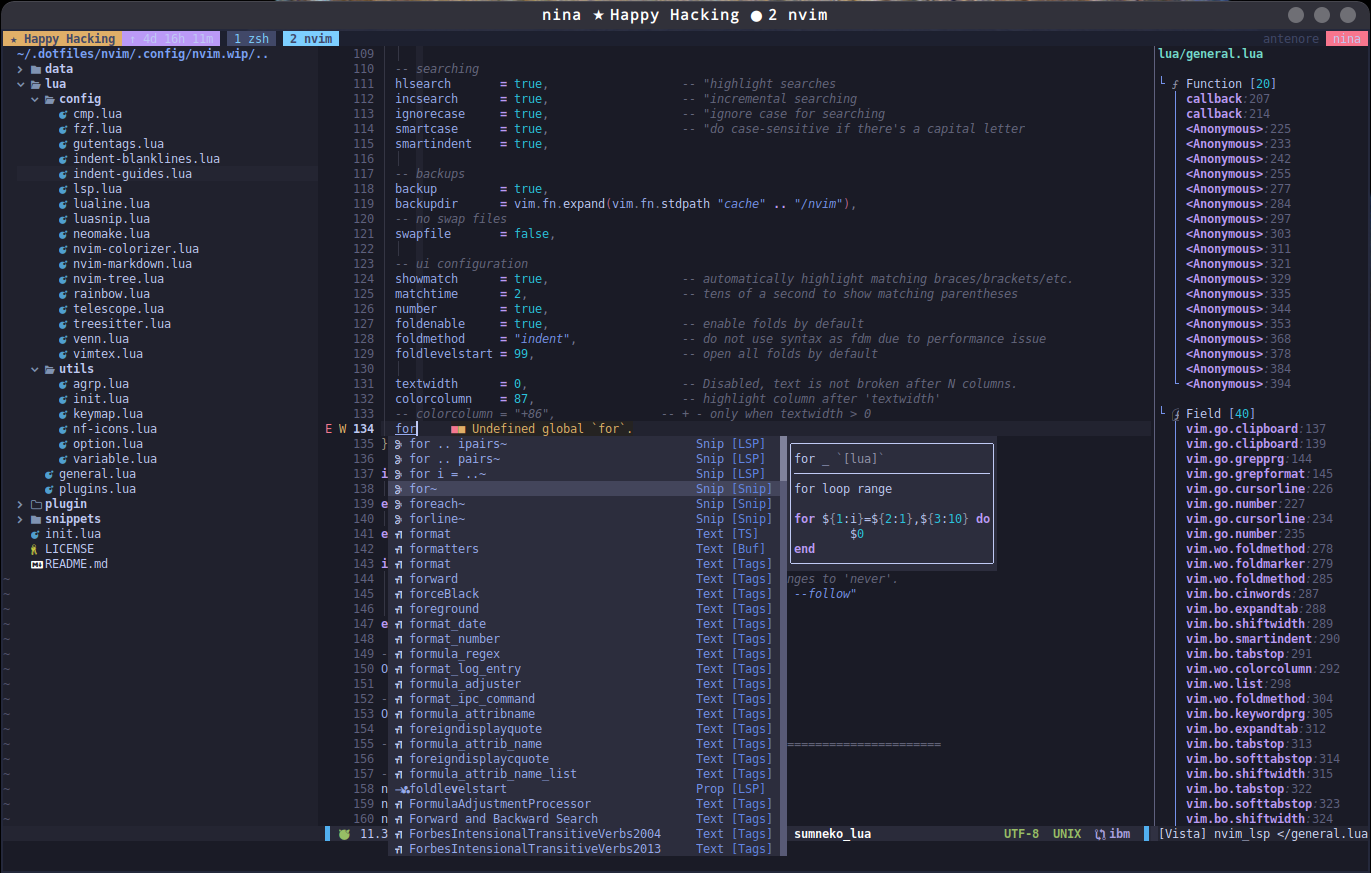 nina ★ Happy Hacking ● 2 nvim
★ Happy Hacking ↑ 4d 16h 11m 1 zsh 2 nvim antenore nina
~/.dotfiles/nvim/.config/nvim.wip/..
data
lua
config
cmp.lua
fzf.lua
gutentags.lua
indent-blanklines.lua
indent-guides.lua
lsp.lua
lualine.lua
luasnip.lua
neomake.lua
nvim-colorizer.lua
nvim-markdown.lua
nvim-tree.lua
rainbow.lua
telescope.lua
treesitter.lua
venn.lua
vimtex.lua
utils
agrp.lua
init.lua
keymap.lua
nf-icons.lua
option.lua
variable.lua
general.lua
plugins.lua
plugin
snippets
init.lua
LICENSE
README.md
109
110 -- searching
111 hlsearch = true, -- "highlight searches
112 incsearch = true, -- "incremental searching
113 ignorecase = true, -- "ignore case for searching
114 smartcase = true, -- "do case-sensitive if there's a capital letter
115 smartindent = true,
116
117 -- backups
118 backup = true,
119 backupdir = vim.fn.expand(vim.fn.stdpath "cache" .. "/nvim"),
120 -- no swap files
121 swapfile = false,
122
123 -- ui configuration
124 showmatch = true, -- automatically highlight matching braces/brackets/etc.
125 matchtime = 2, -- tens of a second to show matching parentheses
126 number = true,
127 foldenable = true, -- enable folds by default
128 foldmethod = "indent", -- do not use syntax as fdm due to performance issue
129 foldlevelstart = 99, -- open all folds by default
130
131 textwidth = 0, -- Disabled, text is not broken after N columns.
132 colorcolumn = 87, -- highlight column after 'textwidth'
133 -- colorcolumn = "+86", -- + - only when textwidth > 0
E W 134 for Undefined global `for`.
135 } for .. ipairs~ Snip [LSP]
136 for .. pairs~ Snip [LSP]
137 i for i = ..~ Snip [LSP]
138 for~ Snip [Snip]
139 e foreach~ Snip [Snip]
140 forline~ Snip [Snip]
141 e format Text [TS]
142 formatters Text [Buf]
143 i format Text [Tags]
144 forward Text [Tags] nges to 'never'.
145 forceBlack Text [Tags] --follow"
146 foreground Text [Tags]
147 e format_date Text [Tags]
148 format_number Text [Tags]
149 - formula_regex Text [Tags]
150 O format_log_entry Text [Tags]
151 formula_adjuster Text [Tags]
152 - format_ipc_command Text [Tags]
153 O formula_attribname Text [Tags]
154 foreigndisplayquote Text [Tags]
155 - formula_attrib_name Text [Tags] ======================
156 foreigndisplaycquote Text [Tags]
157 - formula_attrib_name_list Text [Tags]
158 n foldlevelstart Prop [LSP]
159 n FormulaAdjustmentProcessor Text [Tags]
160 n Forward and Backward Search Text [Tags]
11.3 ForbesIntensionalTransitiveVerbs2004 Text [Tags] sumneko_lua UTF-8 UNIX ibm
ForbesIntensionalTransitiveVerbs2013 Text [Tags]
for _ `[lua]`
for loop range
for ${1:i}=${2:1},${3:10} do
$0
end
lua/general.lua
Function [20]
callback:207
callback:214
<Anonymous>:225
<Anonymous>:233
<Anonymous>:242
<Anonymous>:255
<Anonymous>:277
<Anonymous>:284
<Anonymous>:297
<Anonymous>:303
<Anonymous>:311
<Anonymous>:321
<Anonymous>:329
<Anonymous>:335
<Anonymous>:344
<Anonymous>:353
<Anonymous>:368
<Anonymous>:378
<Anonymous>:384
<Anonymous>:394
Field [40]
vim.go.clipboard:137
vim.go.clipboard:139
vim.go.grepprg:144
vim.go.grepformat:145
vim.go.cursorline:226
vim.go.number:227
vim.go.cursorline:234
vim.go.number:235
vim.wo.foldmethod:278
vim.wo.foldmarker:279
vim.wo.foldmethod:285
vim.bo.cinwords:287
vim.bo.expandtab:288
vim.bo.shiftwidth:289
vim.bo.smartindent:290
vim.bo.tabstop:291
vim.wo.colorcolumn:292
vim.wo.list:298
vim.wo.foldmethod:304
vim.bo.keywordprg:305
vim.bo.expandtab:312
vim.bo.tabstop:313
vim.bo.softtabstop:314
vim.bo.shiftwidth:315
vim.bo.tabstop:322
vim.bo.softtabstop:323
vim.bo.shiftwidth:324
[Vista] nvim_lsp </general.lua